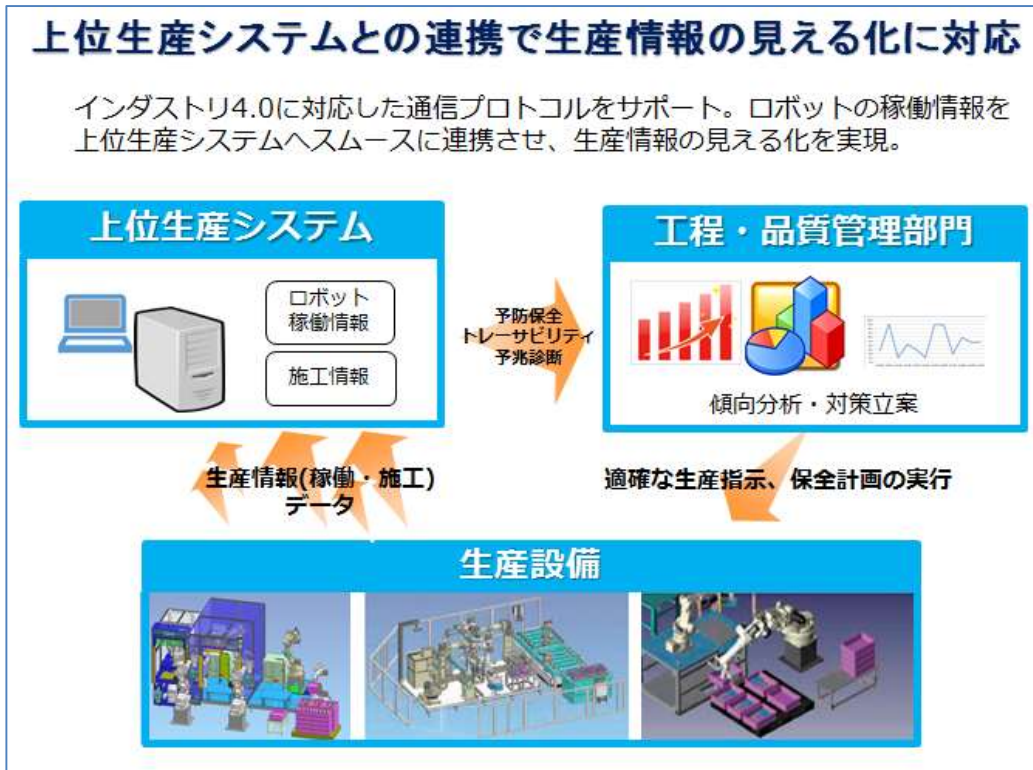 上位生産システムとの連携で生産情報の見える化に対応
インダストリ4.0に対応した通信プロトコルをサポート。ロボットの稼働情報を
上位生産システムへスムースに連携させ、生産情報の見える化を実現。
上位生産システム
ロボット
稼働情報
施工情報
予防保全
トレーサビリティ
予兆診断
工程・品質管理部門
傾向分析・対策立案
生産情報(稼働・施工)
データ
適確な生産指示、保全計画の実行
生産設備